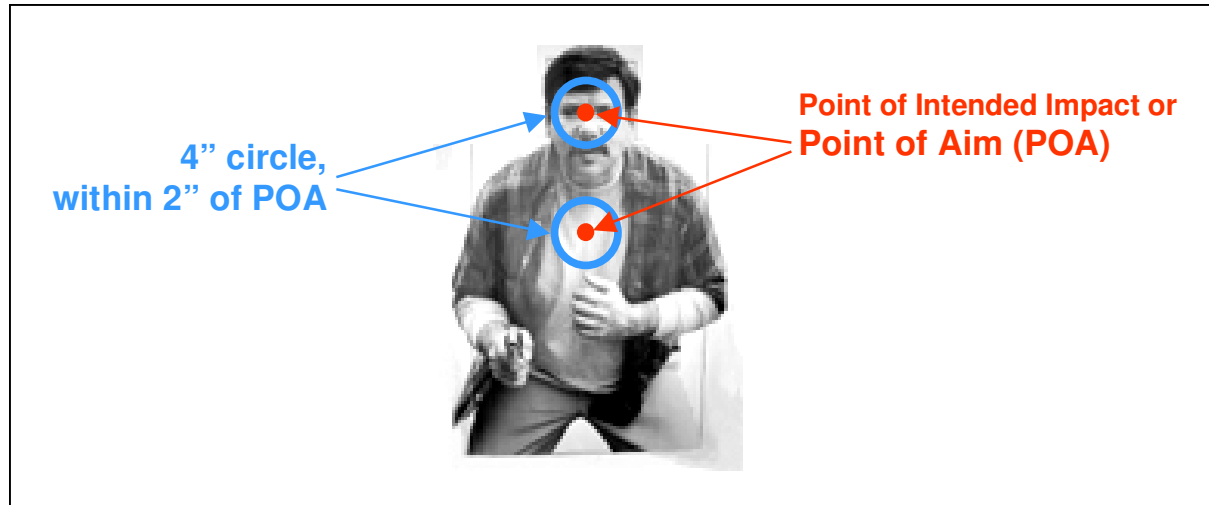 4” circle,
within 2” of POA
Point of Intended Impact or
Point of Aim (POA)